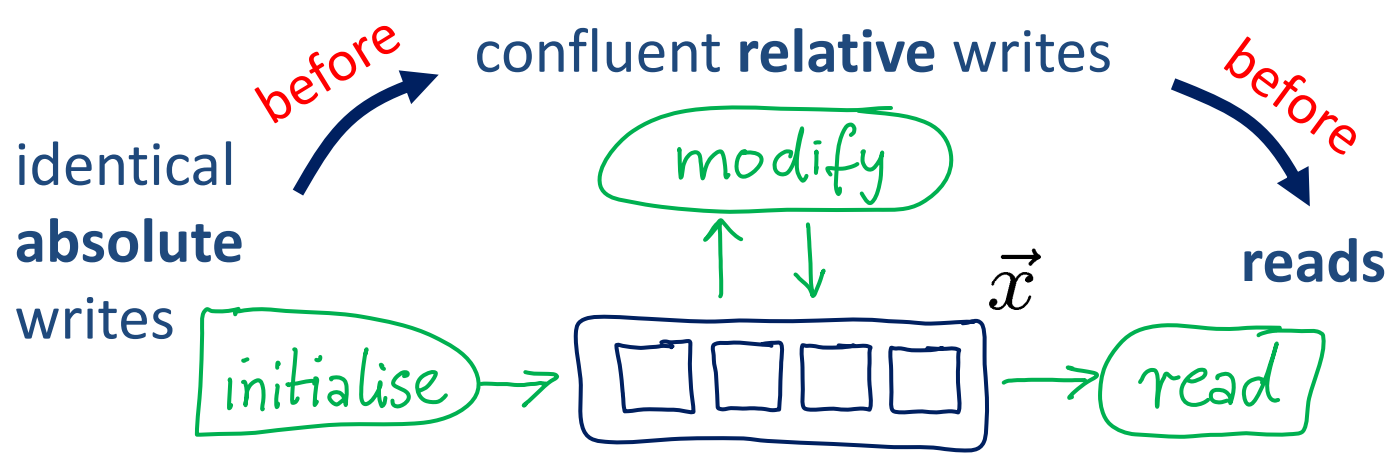 before
confluent relative writes
before
identical
absolute
writes
modify
x⃗
reads
initialise
read